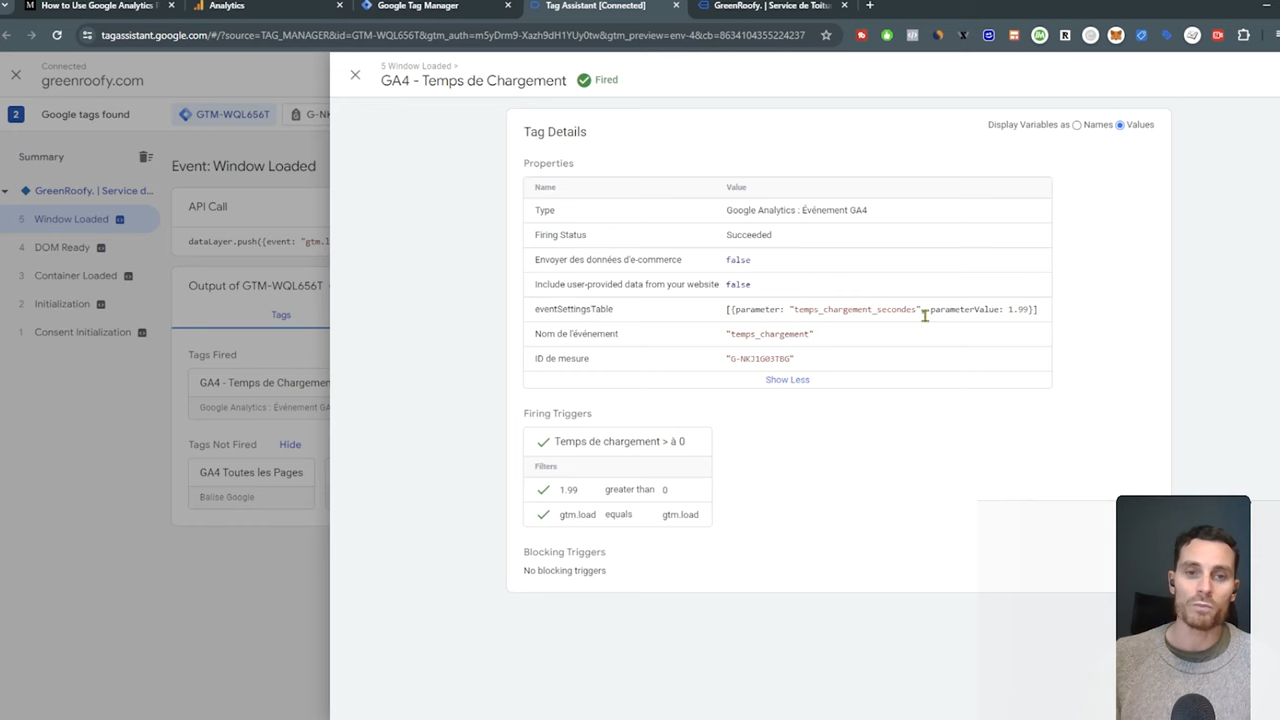 How to Use Google Analytics
Analytics
Google Tag Manager
Tag Assistant [Connected]
GreenRoofy. | Service de Toitu
tagassistant.google.com/#/?source=TAG_MANAGER&id=GTM-WQL656T&gtm_auth=m5yDrm9-Xazh9dH1YUy0tw&gtm_preview=env-4&cb=8634104355224237
Connected
greenroofy.com
2 Google tags found
GTM-WQL656T
G-NK
Summary
GreenRoofy. | Service d...
5 Window Loaded
4 DOM Ready
3 Container Loaded
2 Initialization
1 Consent Initialization
Event: Window Loaded
API Call
dataLayer.push({event: "gtm.l
Output of GTM-WQL656T
Tags
Tags Fired
GA4 - Temps de Chargemen
Google Analytics : Événement GA
Tags Not Fired Hide
GA4 Toutes les Pages
Balise Google
5 Window Loaded >
GA4 - Temps de Chargement Fired
Tag Details
Display Variables as Names Values
Properties
Name Value
Type Google Analytics : Événement GA4
Firing Status Succeeded
Envoyer des données d'e-commerce false
Include user-provided data from your website false
eventSettingsTable [{parameter: "temps_chargement_secondes", parameterValue: 1.99}]
Nom de l'événement "temps_chargement"
ID de mesure "G-NKJ1G03TBG"
Show Less
Firing Triggers
Temps de chargement > à 0
Filters
1.99 greater than 0
gtm.load equals gtm.load
Blocking Triggers
No blocking triggers